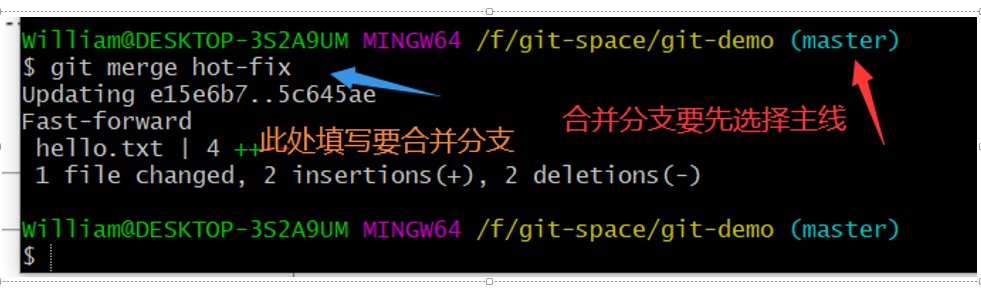 William@DESKTOP-3S2A9UM MINGW64 /f/git-space/git-demo (master)
$ git merge hot-fix
Updating e15e6b7..5c645ae
Fast-forward
合并分支要先选择主线
hello.txt | 4 ++
此处填写要合并分支
1 file changed, 2 insertions(+), 2 deletions(-)
William@DESKTOP-3S2A9UM MINGW64 /f/git-space/git-demo (master)
$